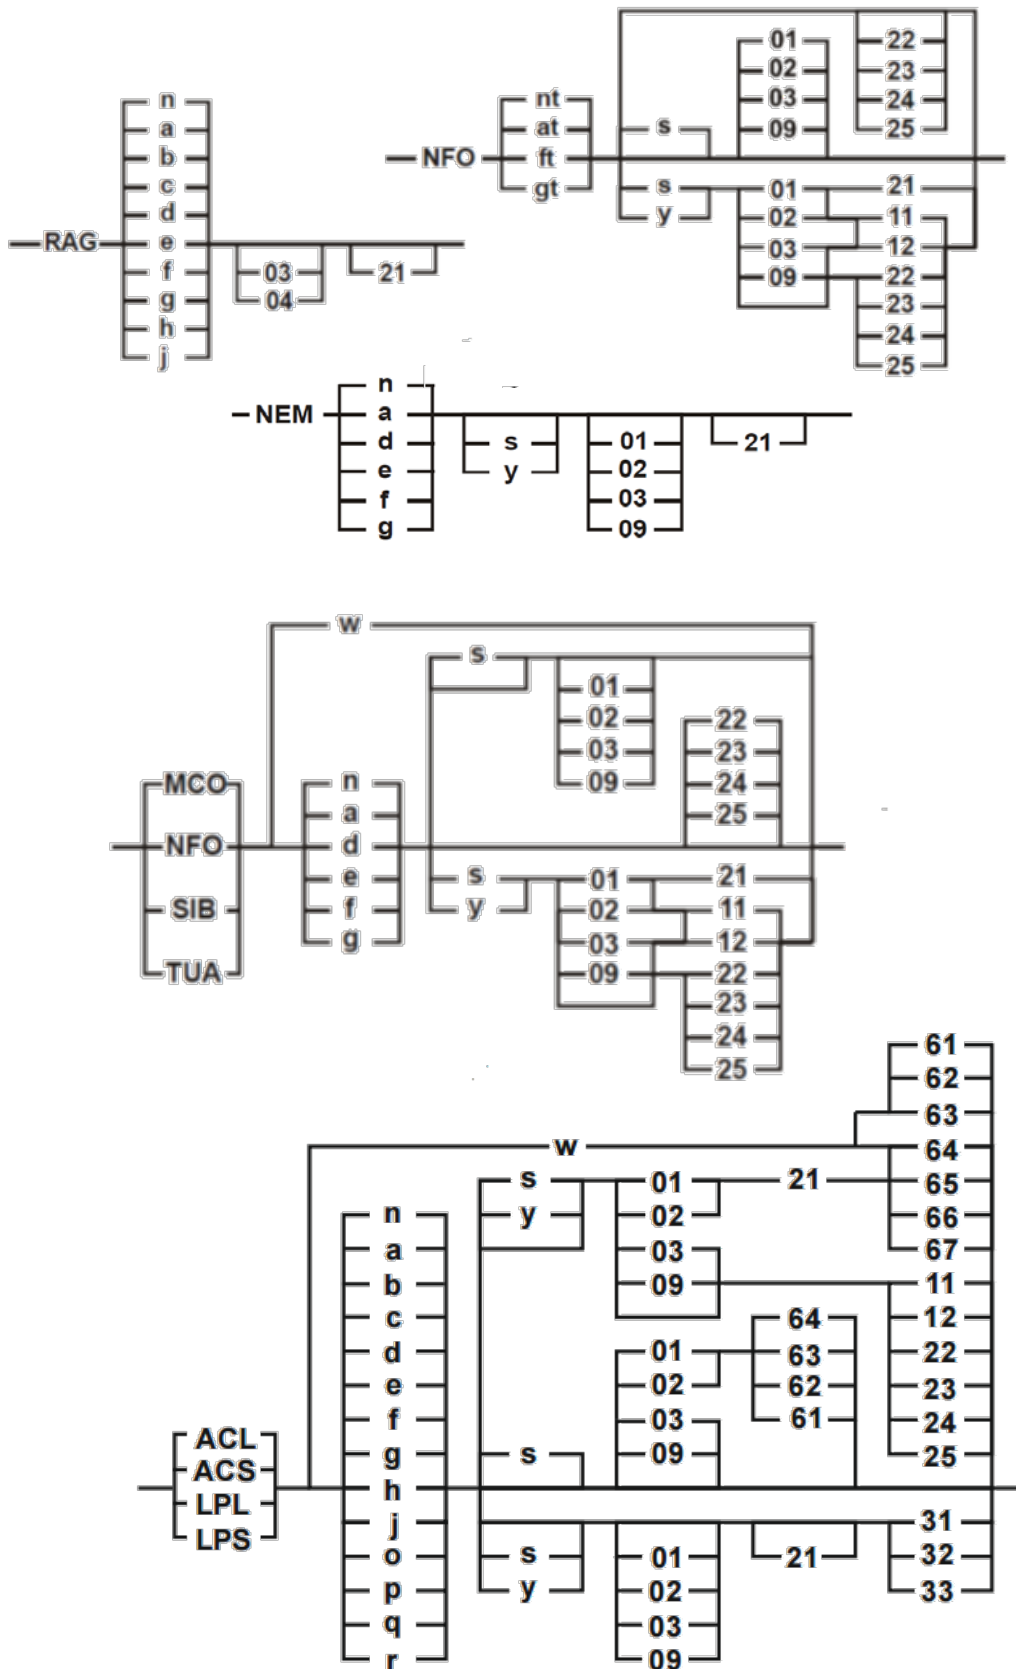 RAG
n
a
b
c
d
e
f
g
h
j
03
04
21
NFO
nt
at
ft
gt
s
01
02
03
09
22
23
24
25
s
y
01
02
03
09
21
11
12
22
23
24
25
NEM
n
a
d
e
f
g
s
y
01
02
03
09
21
MCO
NFO
SIB
TUA
w
n
a
d
e
f
g
s
01
02
03
09
22
23
24
25
s
y
01
02
03
09
21
11
12
22
23
24
25
ACL
ACS
LPL
LPS
w
n
a
b
c
d
e
f
g
h
j
o
p
q
r
s
y
01
02
03
09
21
61
62
63
64
65
66
67
11
12
22
23
24
25
s
01
02
03
09
64
63
62
61
s
y
01
02
03
09
21
31
32
33